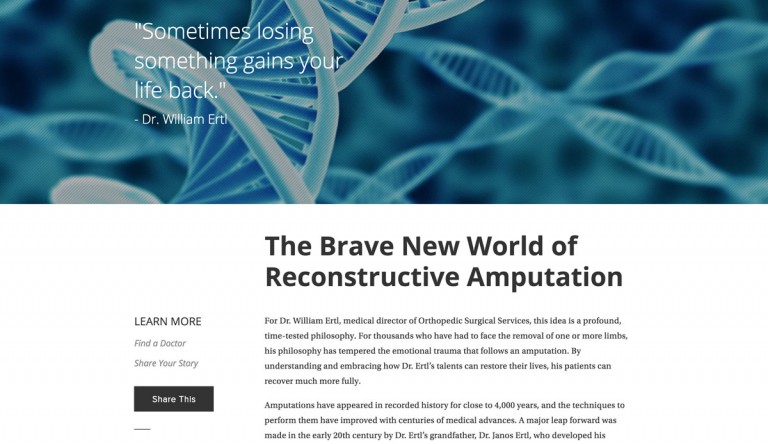 "Sometimes losing
something gains your
life back."
- Dr. William Ertl
The Brave New World of
Reconstructive Amputation
LEARN MORE
Find a Doctor
Share Your Story
Share This
For Dr. William Ertl, medical director of Orthopedic Surgical Services, this idea is a profound,
time-tested philosophy. For thousands who have had to face the removal of one or more limbs,
his philosophy has tempered the emotional trauma that follows an amputation. By
understanding and embracing how Dr. Ertl's talents can restore their lives, his patients can
recover much more fully.
Amputations have appeared in recorded history for close to 4,000 years, and the techniques to
perform them have improved with centuries of medical advances. A major leap forward was
made in the early 20th century by Dr. Ertl's grandfather, Dr. Janos Ertl, who developed his